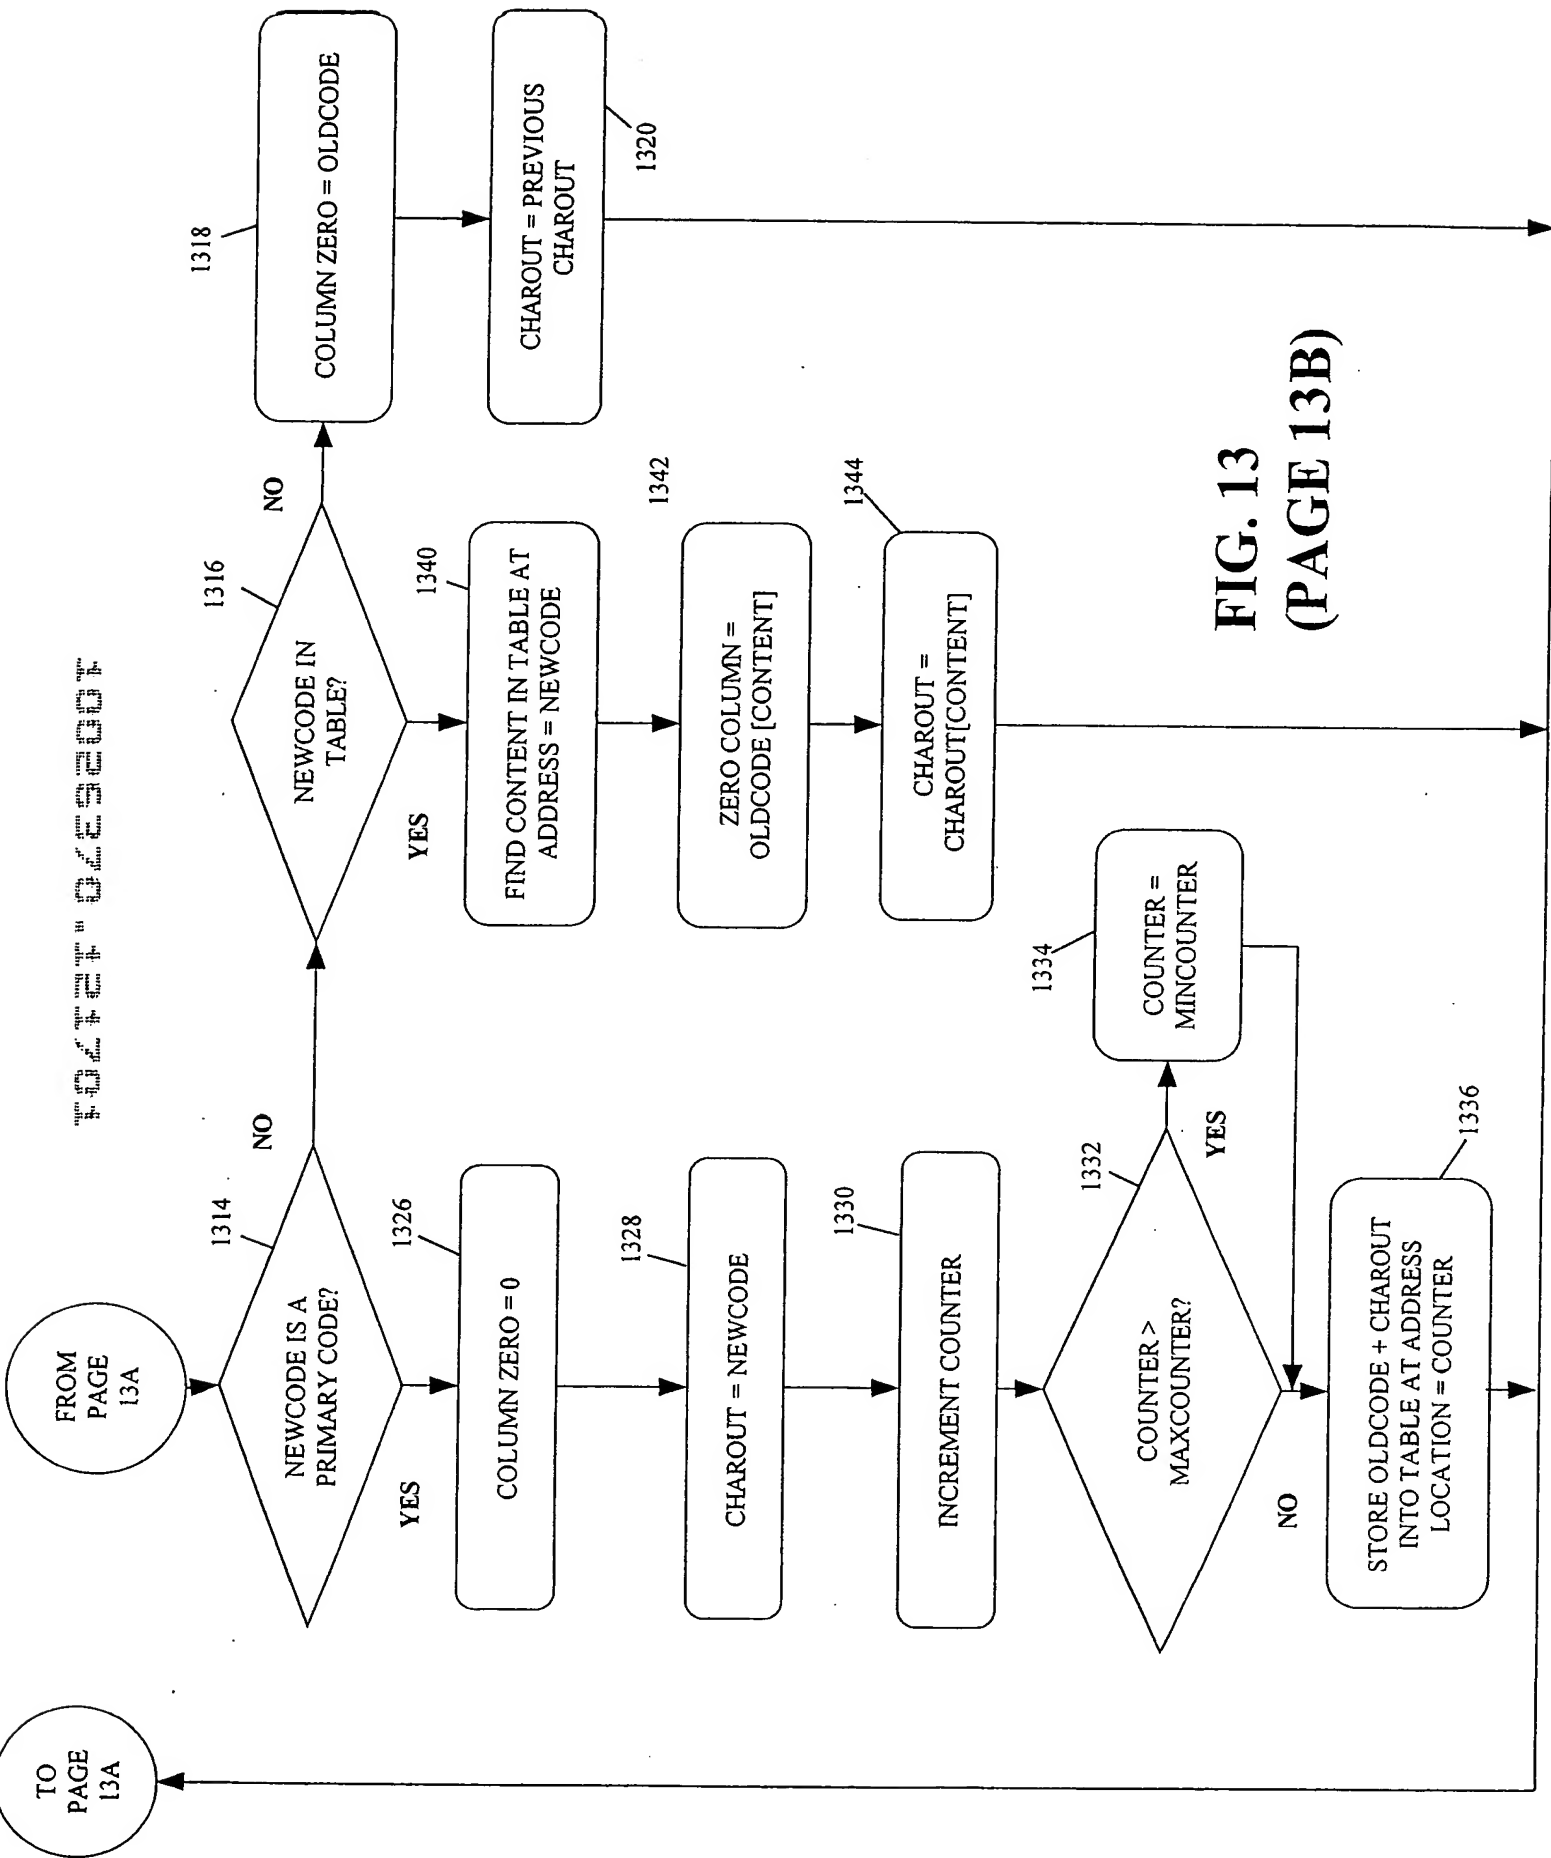 TO
PAGE
13A
FROM
PAGE
13A
1314
NEWCODE IS A
PRIMARY CODE?
NO
YES
1316
NEWCODE IN
TABLE?
NO
YES
1318
COLUMN ZERO = OLDCODE
CHAROUT = PREVIOUS
CHAROUT
1320
1326
COLUMN ZERO = 0
1328
CHAROUT = NEWCODE
1330
INCREMENT COUNTER
1332
COUNTER >
MAXCOUNTER?
YES
NO
1334
COUNTER =
MINCOUNTER
1336
STORE OLDCODE + CHAROUT
INTO TABLE AT ADDRESS
LOCATION = COUNTER
1340
FIND CONTENT IN TABLE AT
ADDRESS = NEWCODE
1342
ZERO COLUMN =
OLDCODE [CONTENT]
1344
CHAROUT =
CHAROUT[CONTENT]
FIG. 13
(PAGE 13B)